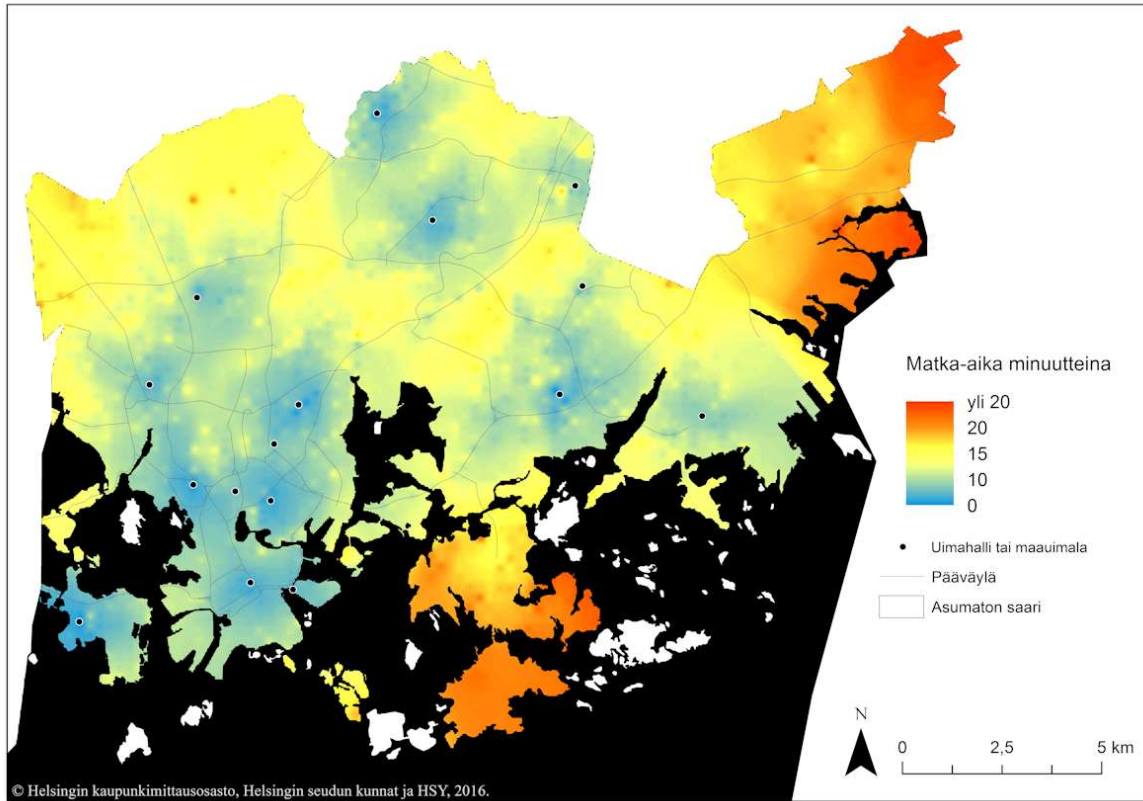 Matka-aika minuutteina
yli 20
20
15
10
0
Uimahalli tai maauimala
Pääväylä
Asumaton saari
N
0 2,5 5 km
© Helsingin kaupunkimittausosasto, Helsingin seudun kunnat ja HSY, 2016.